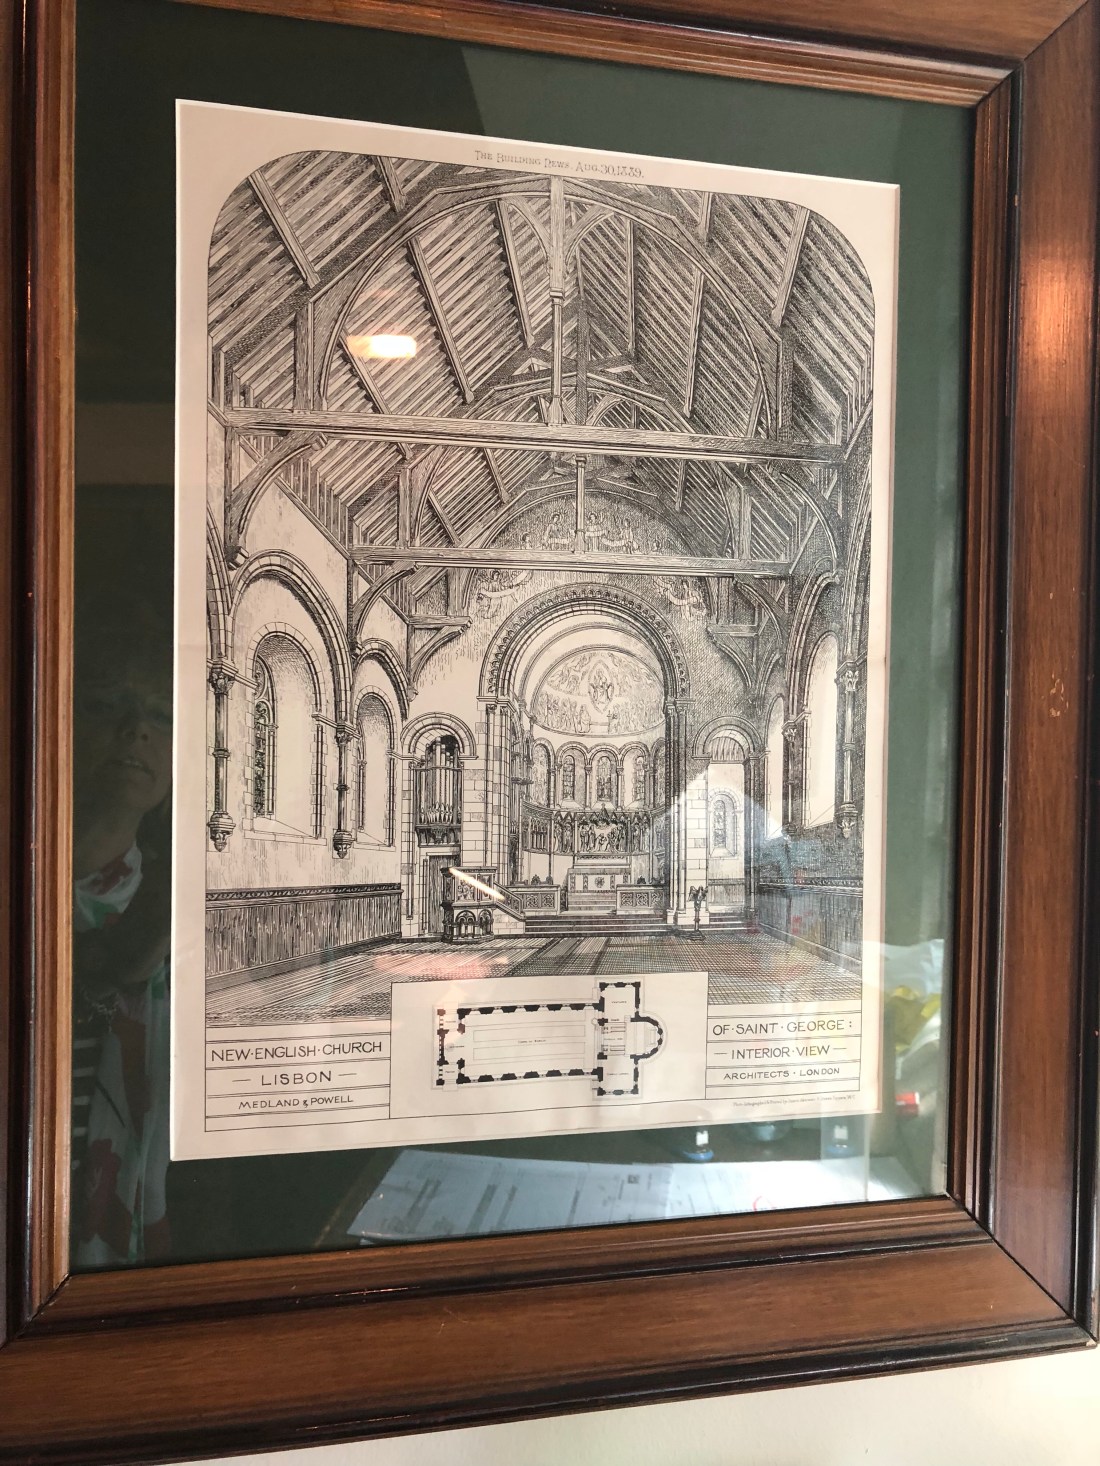 THE BUILDING NEWS. AUG. 30, 1889.
NEW · ENGLISH · CHURCH
— LISBON —
MEDLAND & POWELL
OF · SAINT · GEORGE :
— INTERIOR · VIEW —
ARCHITECTS · LONDON